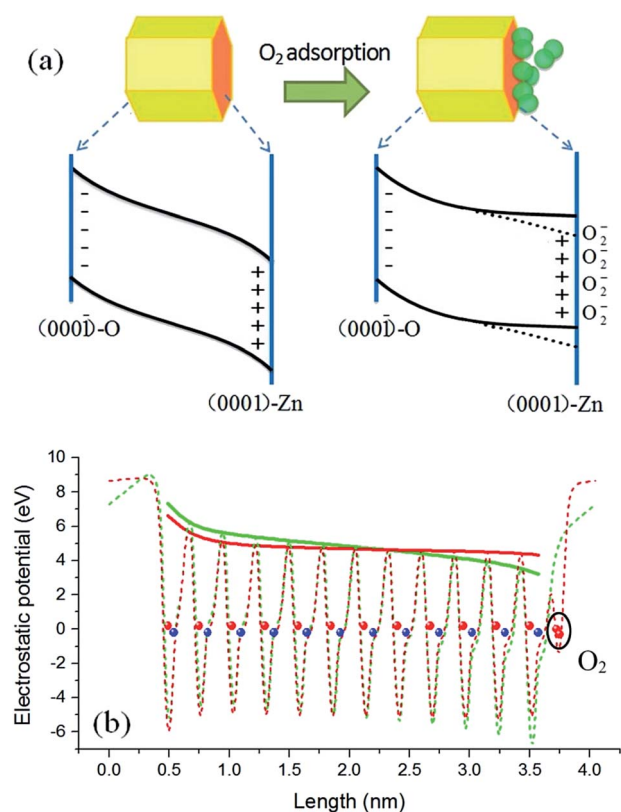 (a)
O₂ adsorption
- - - - -
+ + + + +
(0001̄)-O
(0001)-Zn
- - - - -
+ + + + +
O₂⁻
O₂⁻
O₂⁻
O₂⁻
(0001̄)-O
(0001)-Zn
Electrostatic potential (eV)
10
8
6
4
2
0
-2
-4
-6
(b)
O₂
0.0 0.5 1.0 1.5 2.0 2.5 3.0 3.5 4.0
Length (nm)